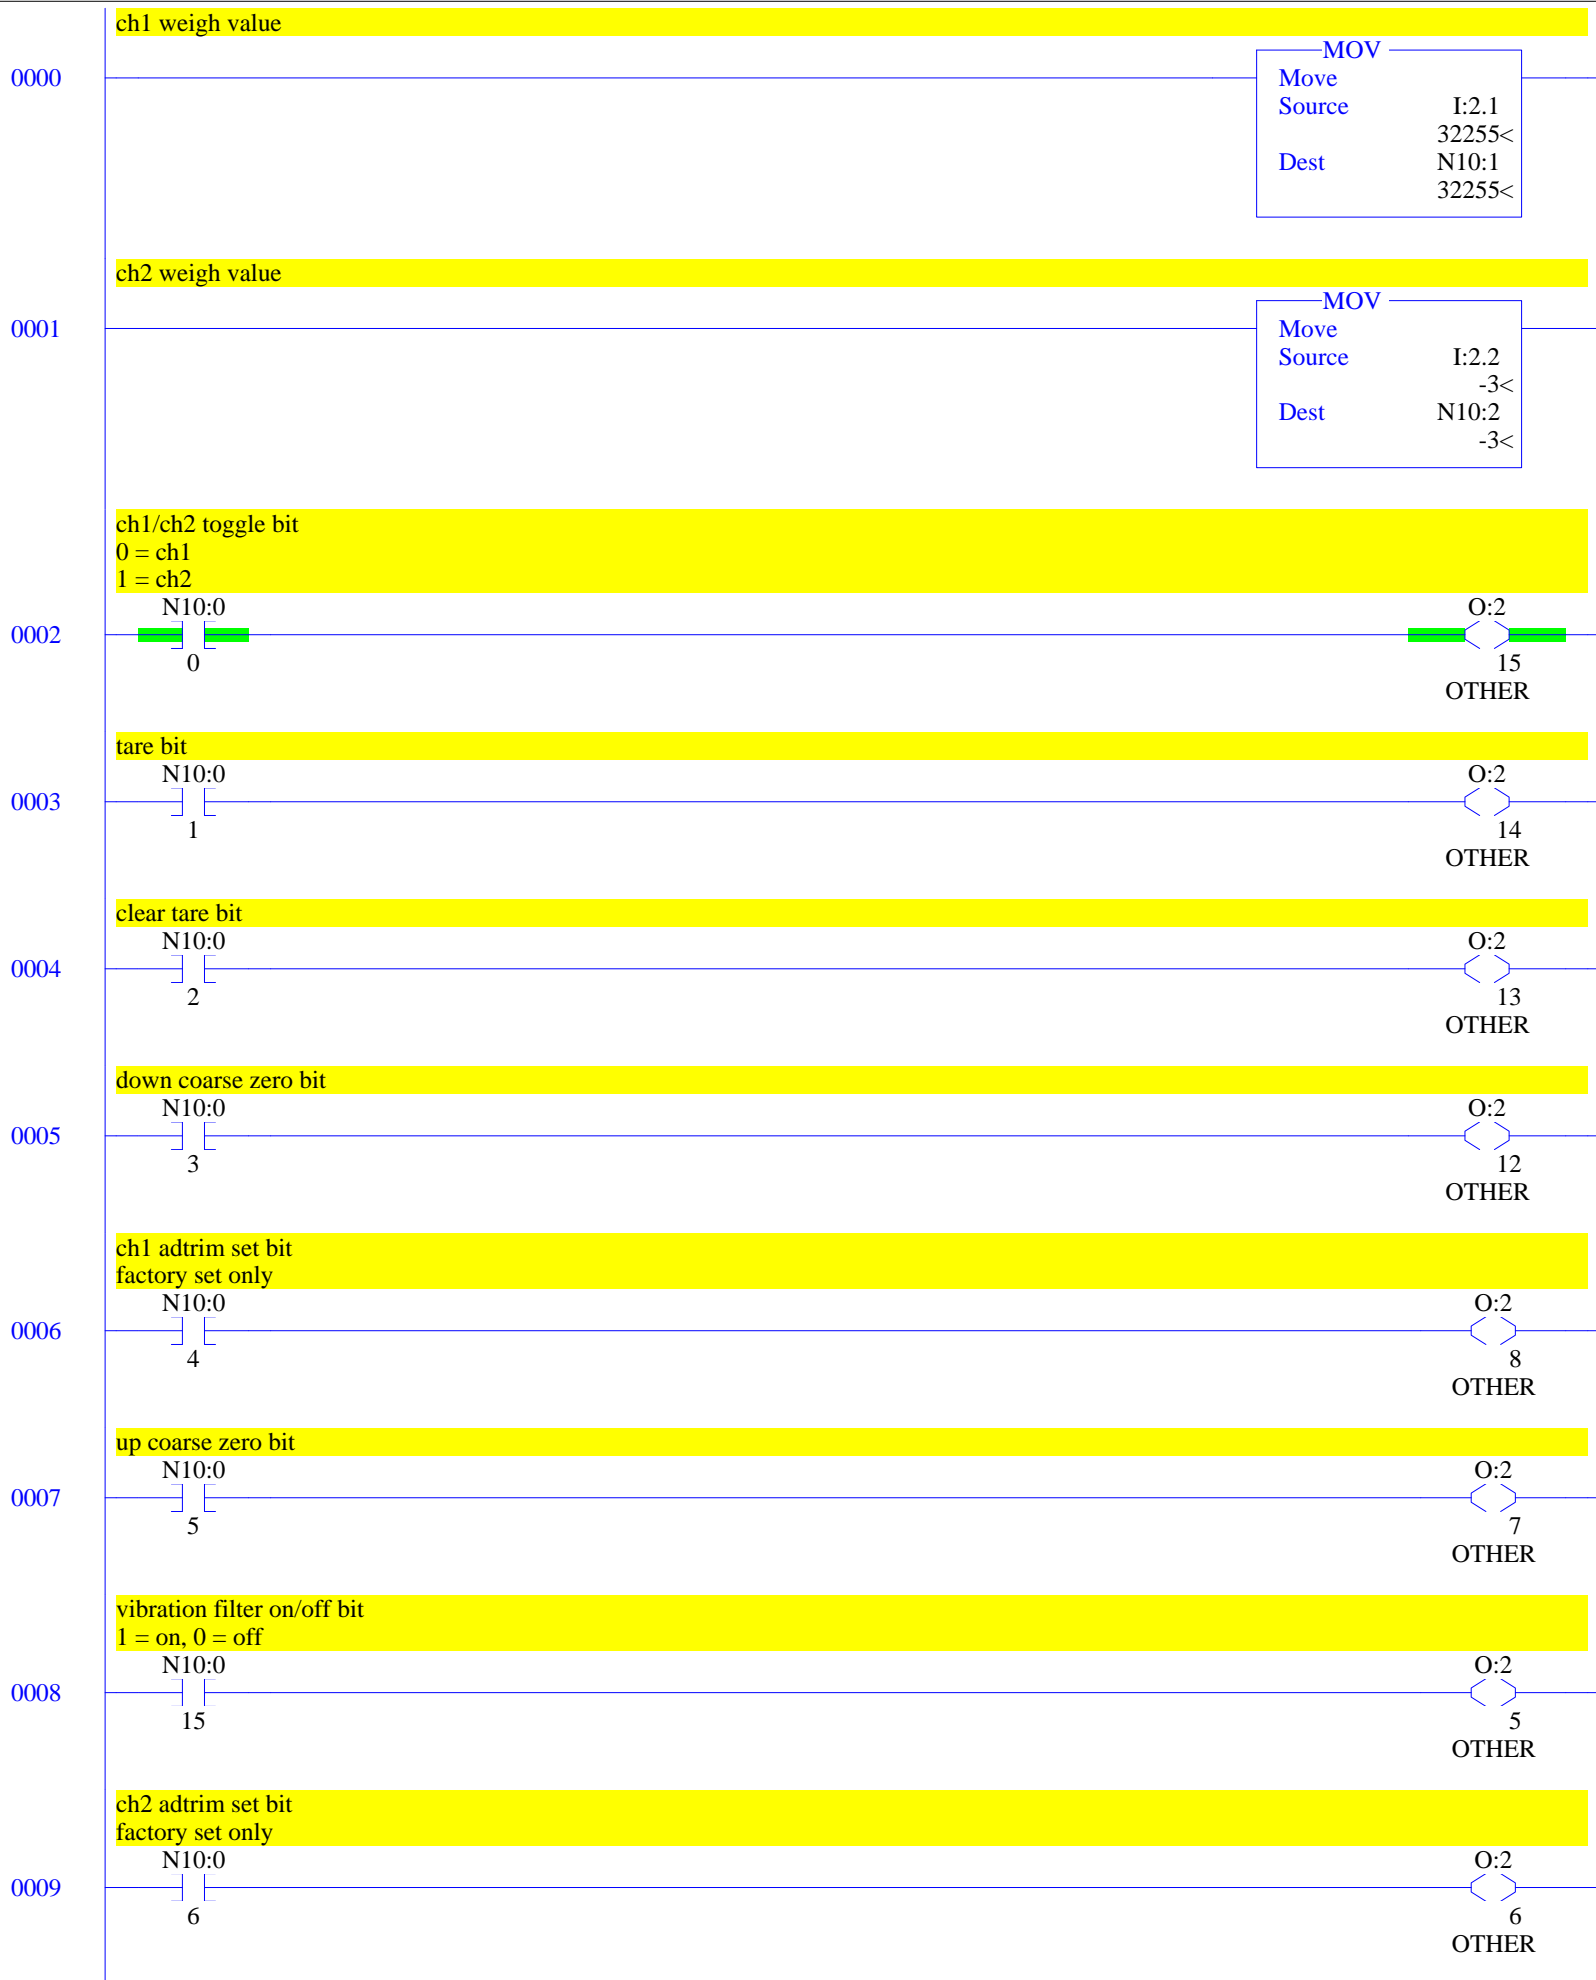 ch1 weigh value
MOV
0000
Move
Source I:2.1
32255<
Dest N10:1
32255<
ch2 weigh value
MOV
0001
Move
Source I:2.2
-3<
Dest N10:2
-3<
ch1/ch2 toggle bit
0 = ch1
1 = ch2
N10:0 O:2
0002
0 15
OTHER
tare bit
N10:0 O:2
0003
1 14
OTHER
clear tare bit
N10:0 O:2
0004
2 13
OTHER
down coarse zero bit
N10:0 O:2
0005
3 12
OTHER
ch1 adtrim set bit
factory set only
N10:0 O:2
0006
4 8
OTHER
up coarse zero bit
N10:0 O:2
0007
5 7
OTHER
vibration filter on/off bit
1 = on, 0 = off
N10:0 O:2
0008
15 5
OTHER
ch2 adtrim set bit
factory set only
N10:0 O:2
0009
6 6
OTHER